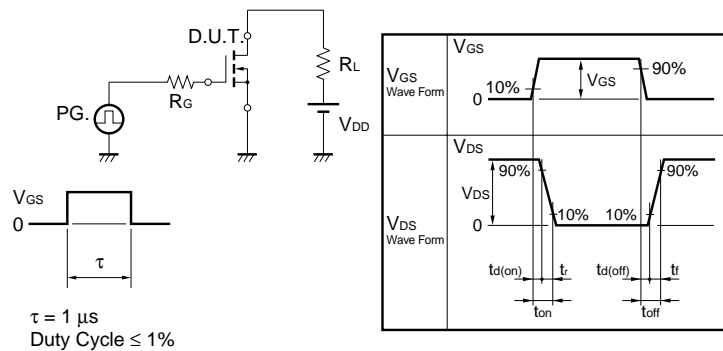 D.U.T.
RL
RG
PG.
VDD
VGS
0
τ
τ = 1 μs
Duty Cycle ≤ 1%
VGS
Wave Form
VGS
10%
VGS
90%
0
VDS
Wave Form
VDS
VDS
90%
90%
10%
10%
0
td(on)
tr
td(off)
tf
ton
toff